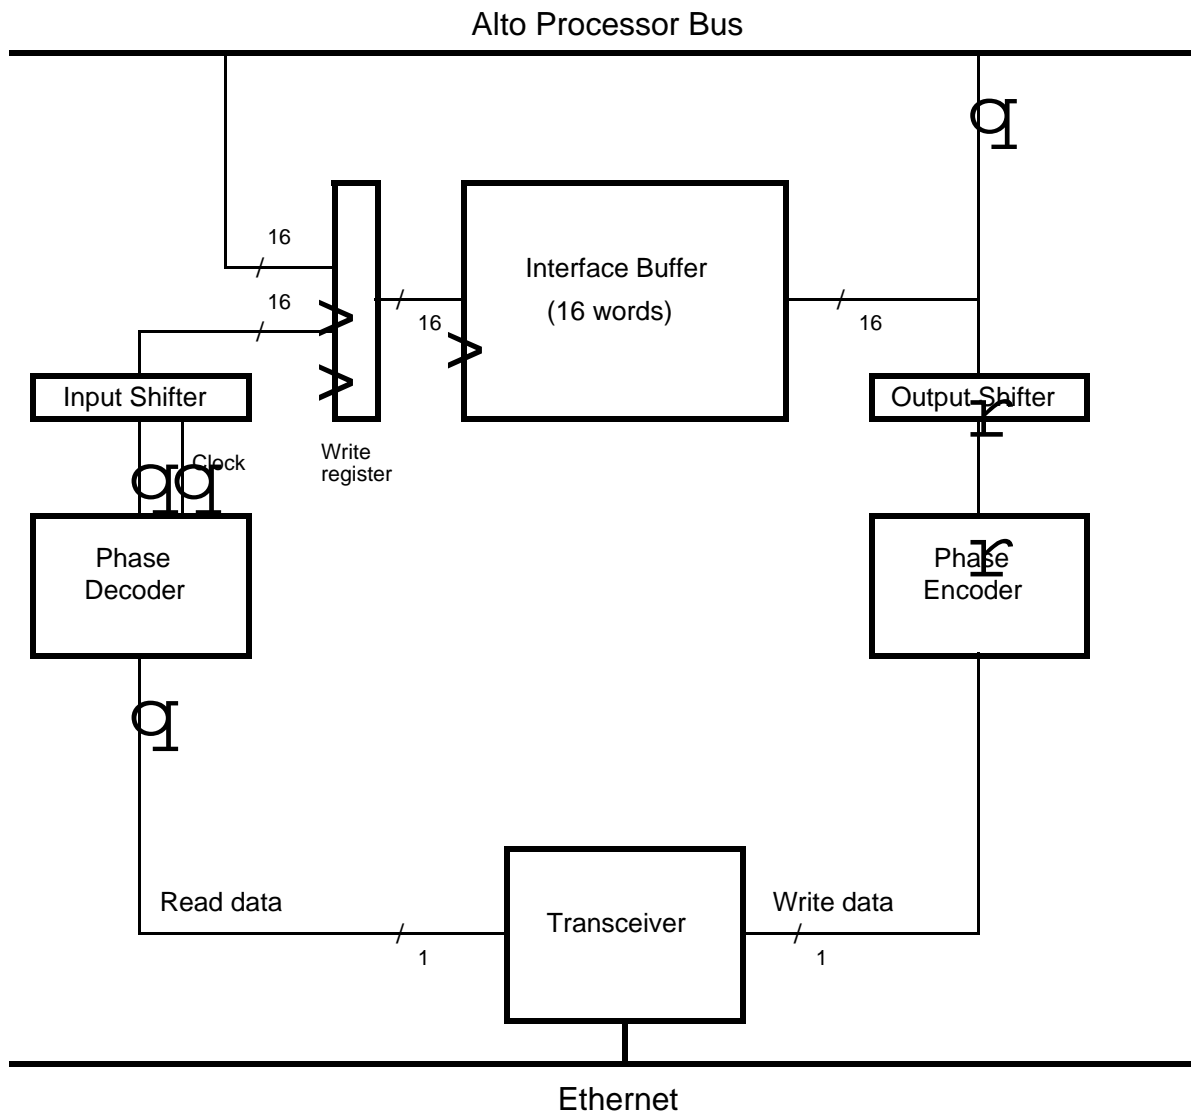 Alto Processor Bus
q
16
Interface Buffer
(16 words)
16
>
16
16
>
>
Input Shifter
Output Shifter
r
Write
register
Clock
q
q
Phase
Decoder
Phase
Encoder
r
q
Read data
Write data
Transceiver
1
1
Ethernet